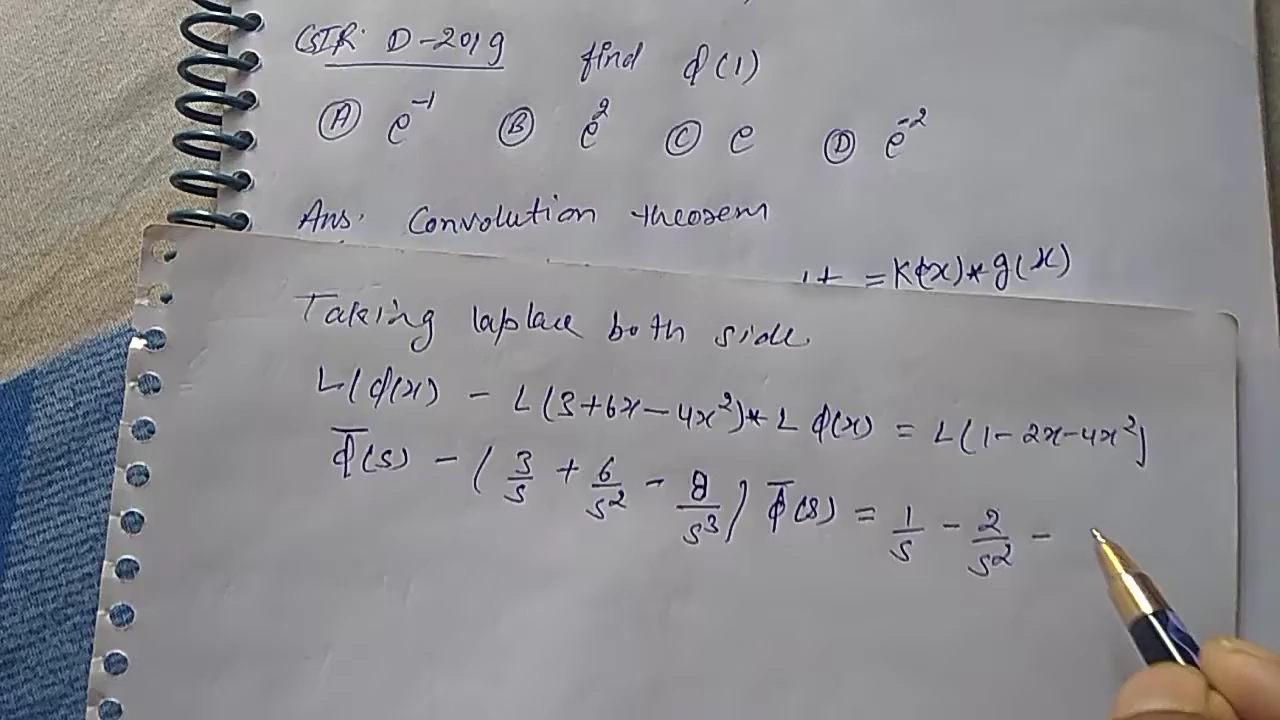 CSIR: D-2019 find φ(1)
Ⓐ e⁻¹ Ⓑ e² Ⓒ e Ⓓ e⁻²
Ans: Convolution theorem
= K(x)*g(x)
Taking laplace both side.
L(φ(x) - L(3+6x-4x²)* L φ(x) = L(1-2x-4x²)
φ̅(s) - (3/s + 6/s² - 8/s³) φ̅(s) = 1/s - 2/s² -